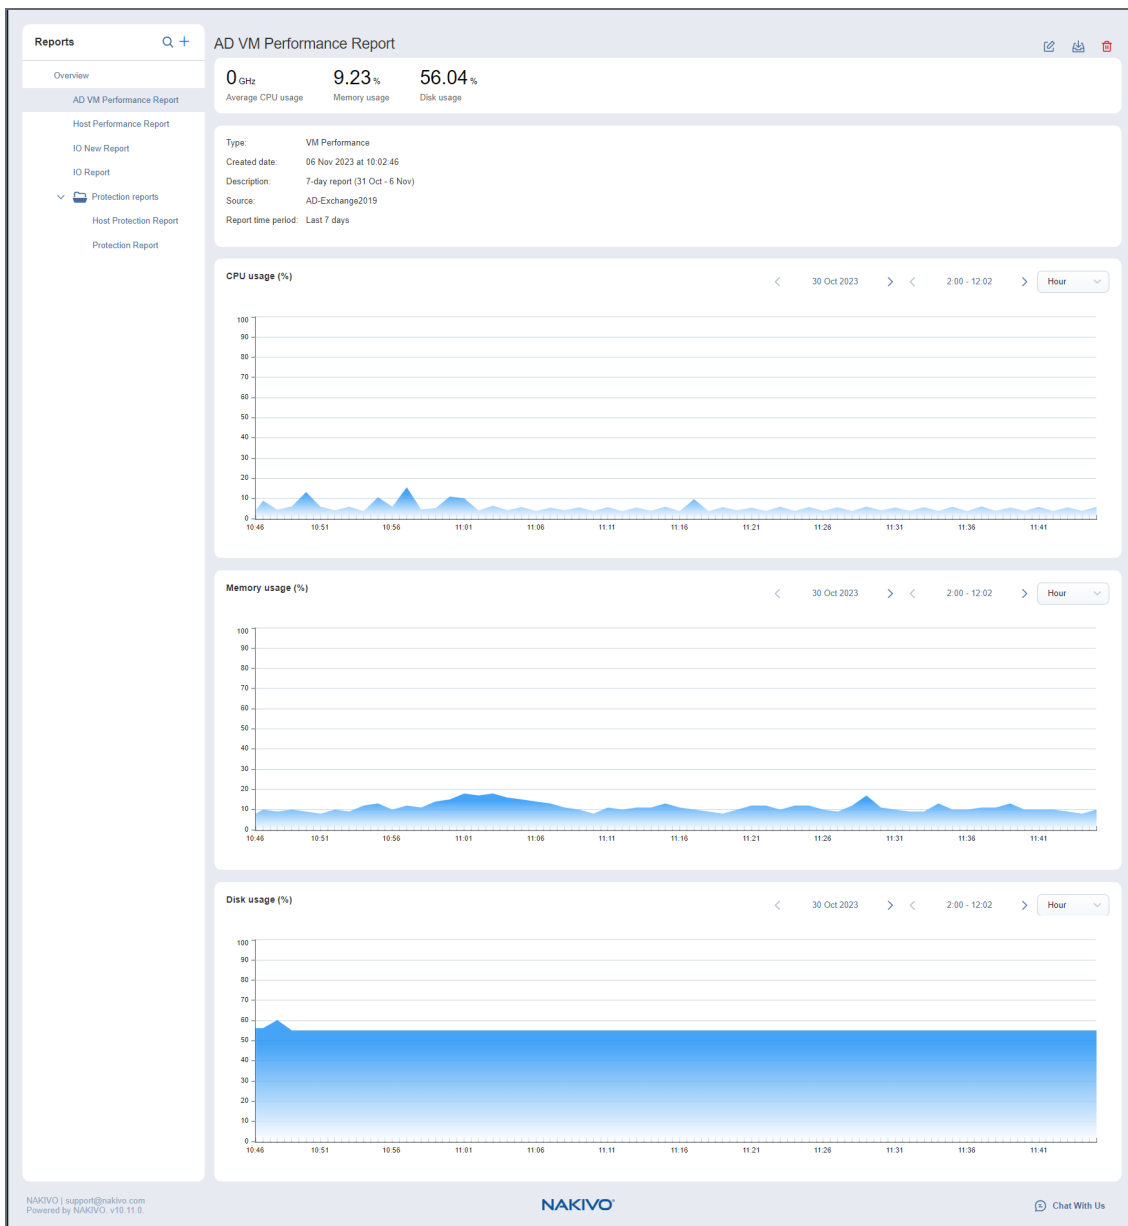 Reports
Overview
AD VM Performance Report
Host Performance Report
IO New Report
IO Report
Protection reports
Host Protection Report
Protection Report
AD VM Performance Report
0 GHz 9.23 % 56.04 %
Average CPU usage Memory usage Disk usage
Type: VM Performance
Created date: 06 Nov 2023 at 10:02:46
Description: 7-day report (31 Oct - 6 Nov)
Source: AD-Exchange2019
Report time period: Last 7 days
CPU usage (%) 30 Oct 2023 2:00 - 12:02 Hour
100
90
80
70
60
50
40
30
20
10
0
10:46 10:51 10:56 11:01 11:06 11:11 11:16 11:21 11:26 11:31 11:36 11:41
Memory usage (%) 30 Oct 2023 2:00 - 12:02 Hour
100
90
80
70
60
50
40
30
20
10
0
10:46 10:51 10:56 11:01 11:06 11:11 11:16 11:21 11:26 11:31 11:36 11:41
Disk usage (%) 30 Oct 2023 2:00 - 12:02 Hour
100
90
80
70
60
50
40
30
20
10
0
10:46 10:51 10:56 11:01 11:06 11:11 11:16 11:21 11:26 11:31 11:36 11:41
NAKIVO | support@nakivo.com
Powered by NAKIVO. v10.11.0.
NAKIVO®
Chat With Us